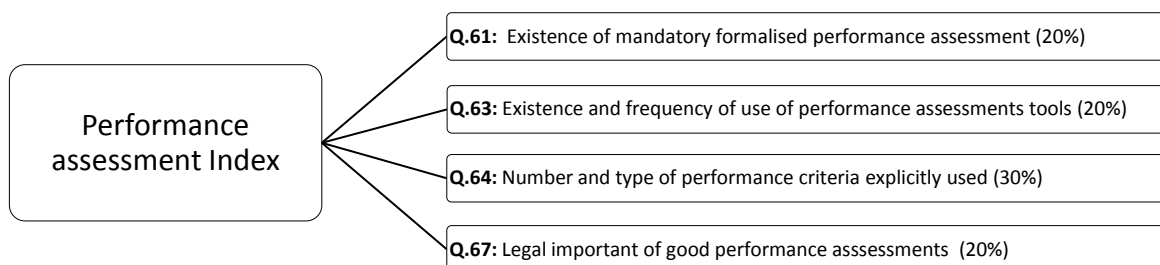 Performance
assessment Index
Q.61: Existence of mandatory formalised performance assessment (20%)
Q.63: Existence and frequency of use of performance assessments tools (20%)
Q.64: Number and type of performance criteria explicitly used (30%)
Q.67: Legal important of good performance asssessments (20%)